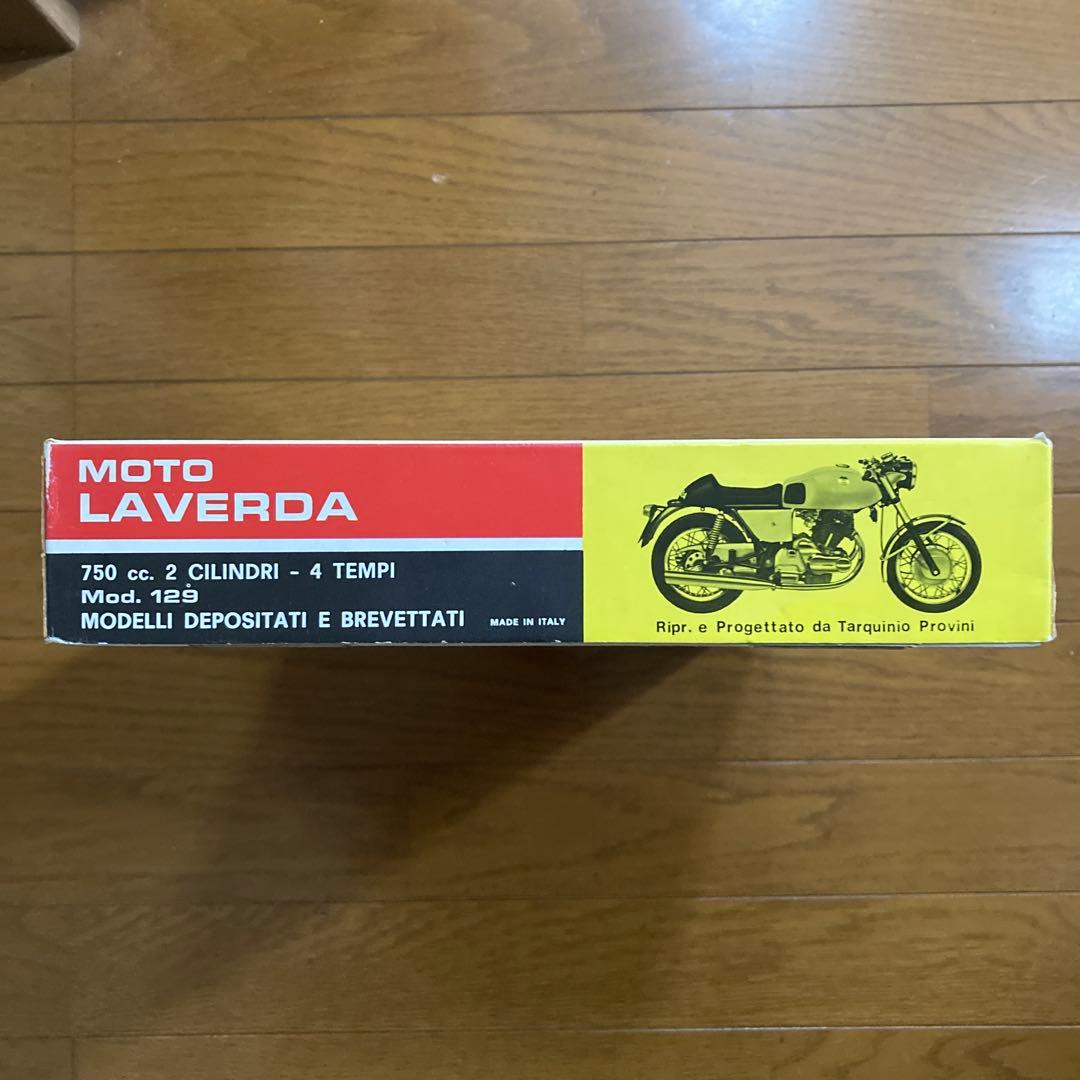 MOTO
LAVERDA
750 cc. 2 CILINDRI - 4 TEMPI
Mod. 129
MODELLI DEPOSITATI E BREVETTATI
MADE IN ITALY
Ripr. e Progettato da Tarquinio Provini